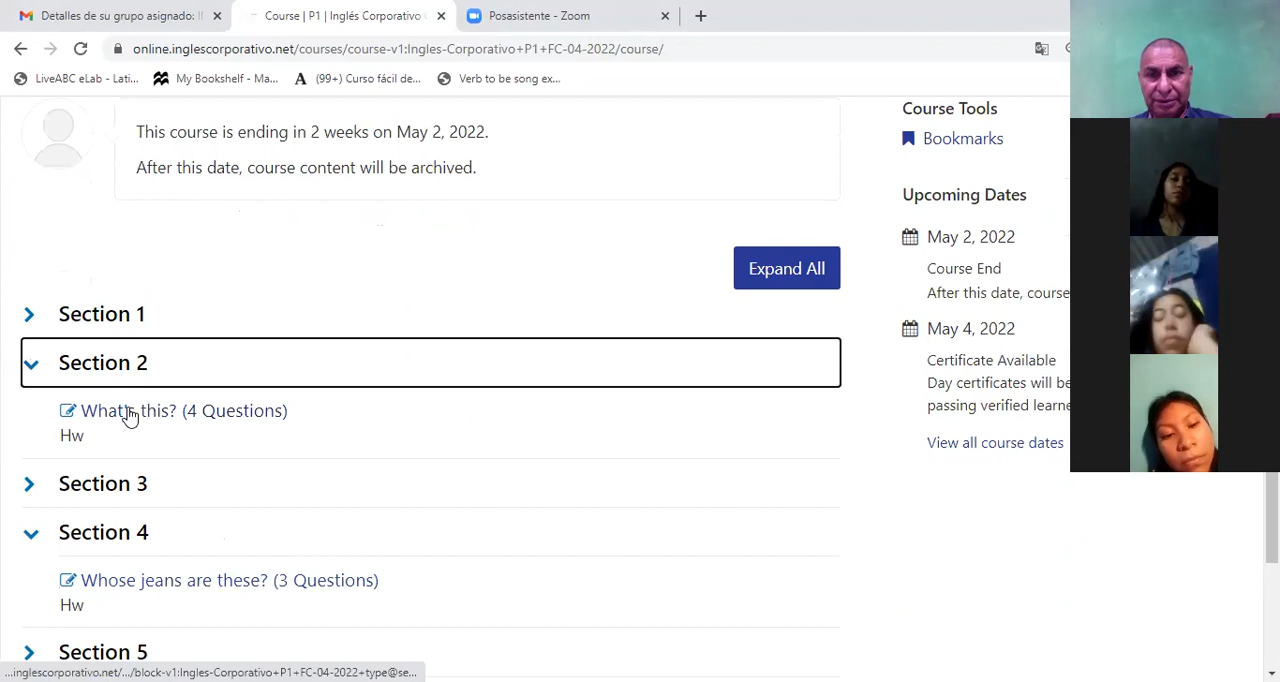 Detalles de su grupo asignado: I
Course | P1 | Inglés Corporativo
Posasistente - Zoom
online.inglescorporativo.net/courses/course-v1:Ingles-Corporativo+P1+FC-04-2022/course/
LiveABC eLab - Lati...
My Bookshelf - Ma...
(99+) Curso fácil de...
Verb to be song ex...
This course is ending in 2 weeks on May 2, 2022.
After this date, course content will be archived.
Course Tools
Bookmarks
Upcoming Dates
May 2, 2022
Course End
After this date, course
May 4, 2022
Certificate Available
Day certificates will be
passing verified learne
View all course dates
Expand All
Section 1
Section 2
What's this? (4 Questions)
Hw
Section 3
Section 4
Whose jeans are these? (3 Questions)
Hw
Section 5
...inglescorporativo.net/.../block-v1:Ingles-Corporativo+P1+FC-04-2022+type@se...